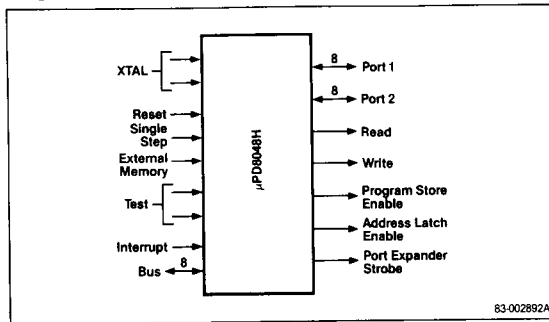 XTAL
Reset
Single
Step
External
Memory
Test
Interrupt
Bus
8
μPD8048H
8
Port 1
8
Port 2
Read
Write
Program Store
Enable
Address Latch
Enable
Port Expander
Strobe
83-002892A